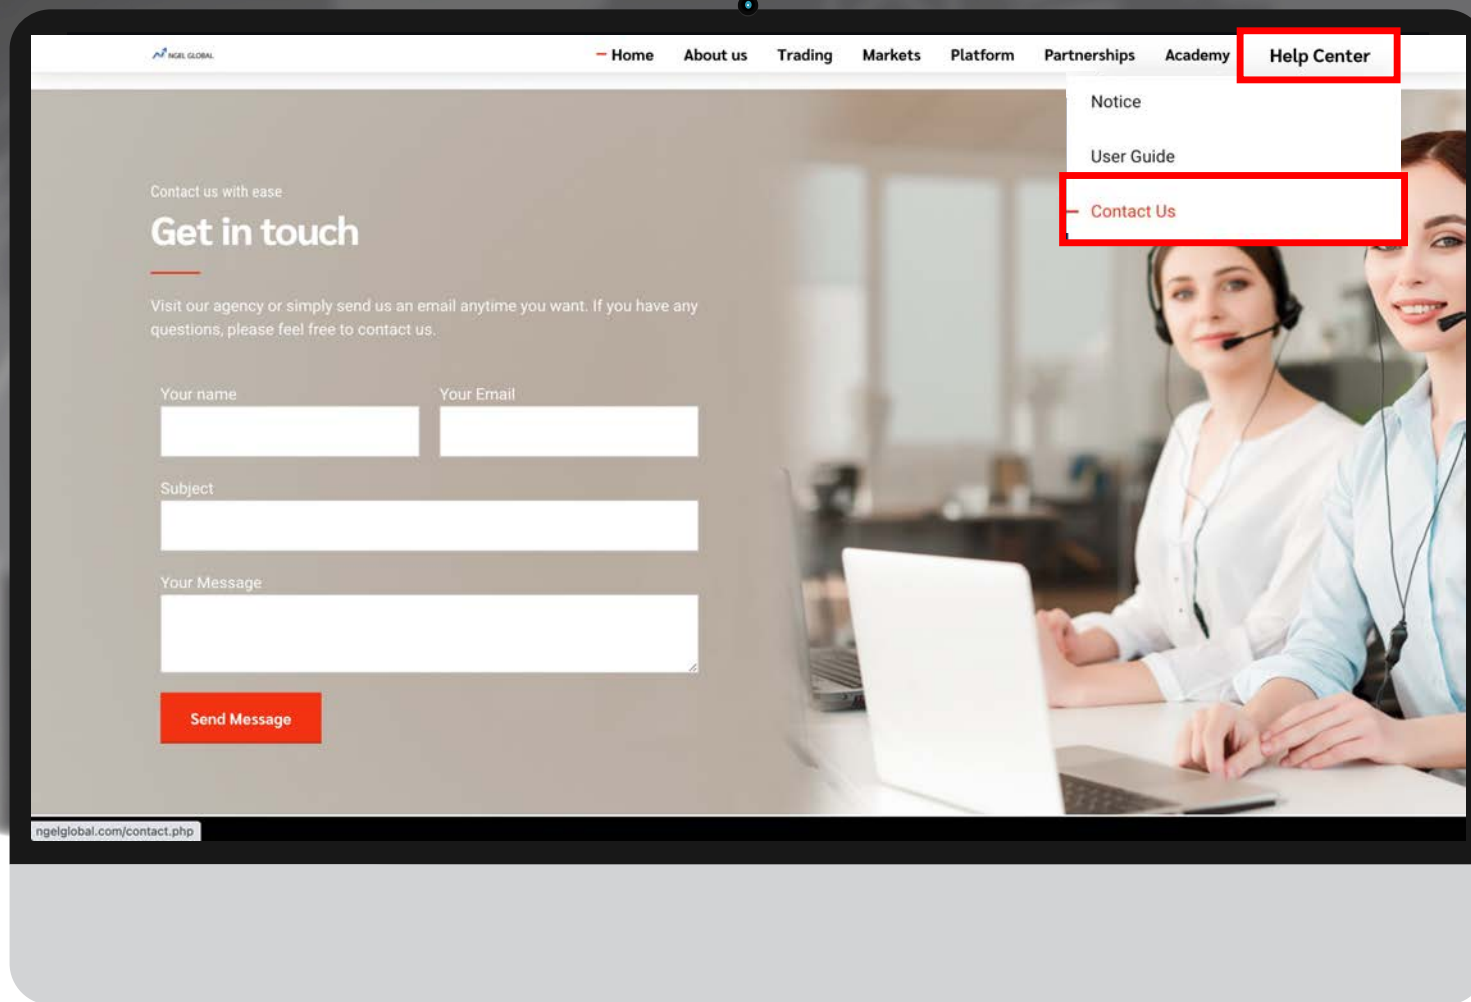 NGEL GLOBAL
Home About us Trading Markets Platform Partnerships Academy Help Center
Notice
User Guide
Contact Us
Contact us with ease
Get in touch
Visit our agency or simply send us an email anytime you want. If you have any
questions, please feel free to contact us.
Your name Your Email
Subject
Your Message
Send Message
ngelglobal.com/contact.php